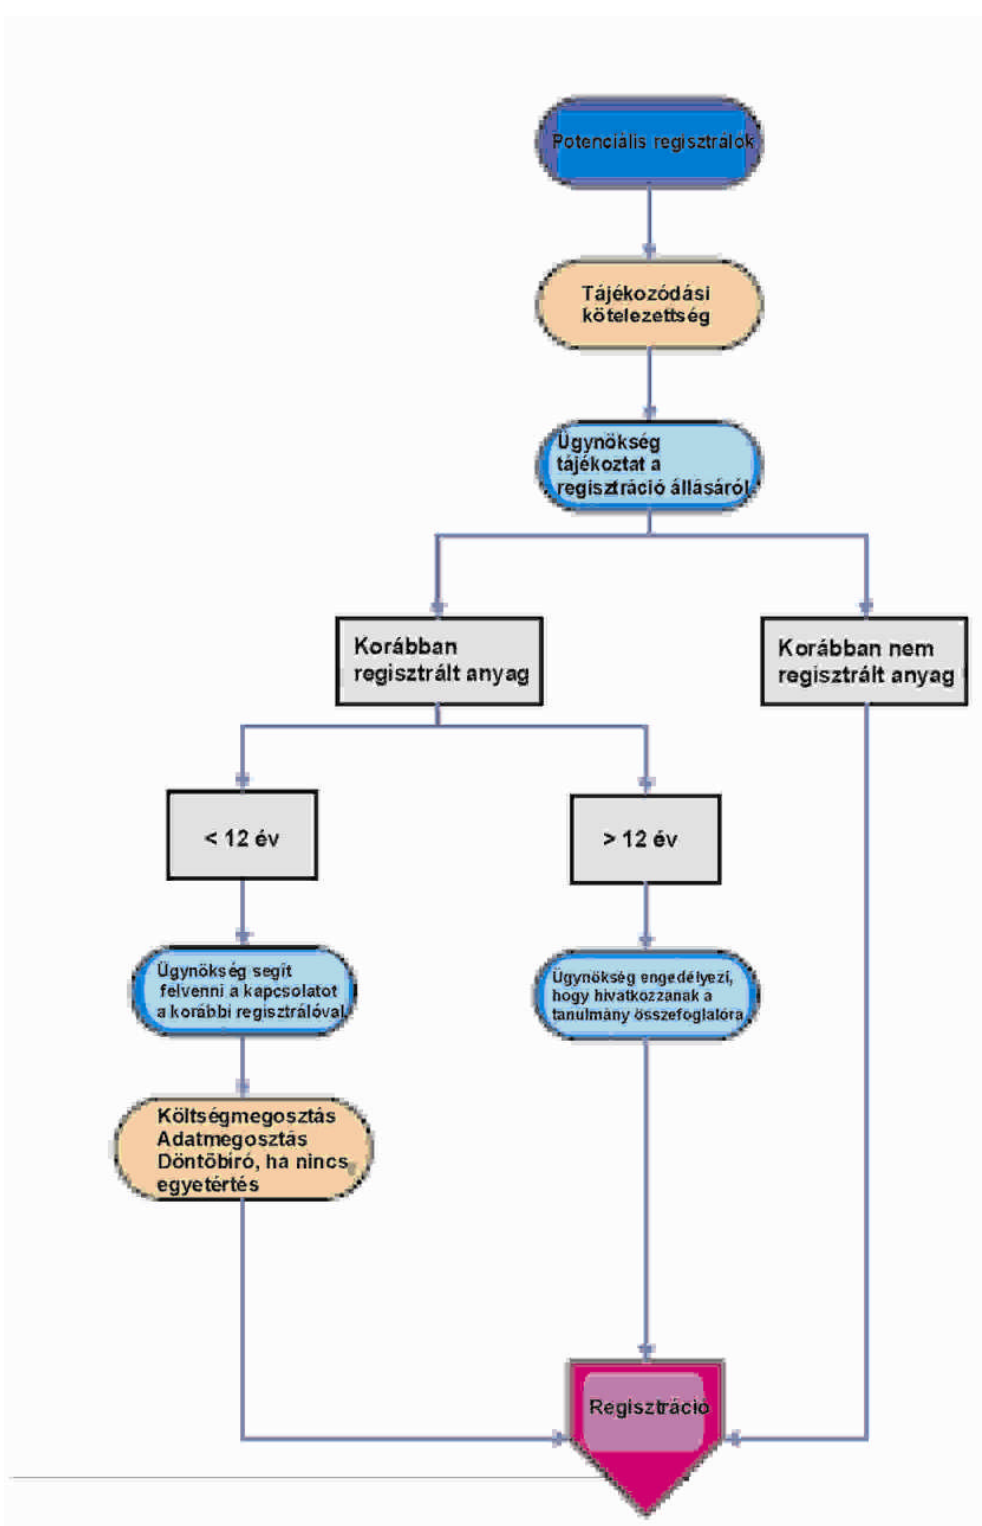 Potenciális regisztrálók
Tájékozódási
kötelezettség
Ügynökség
tájékoztat a
regisztráció állásáról
Korábban
regisztrált anyag
Korábban nem
regisztrált anyag
< 12 év
> 12 év
Ügynökség segít
felvenni a kapcsolatot
a korábbi regisztrálóval
Ügynökség engedélyezi,
hogy hivatkozzanak a
tanulmány összefoglalóra
Költségmegosztás
Adatmegosztás
Döntőbíró, ha nincs
egyetértés
Regisztráció